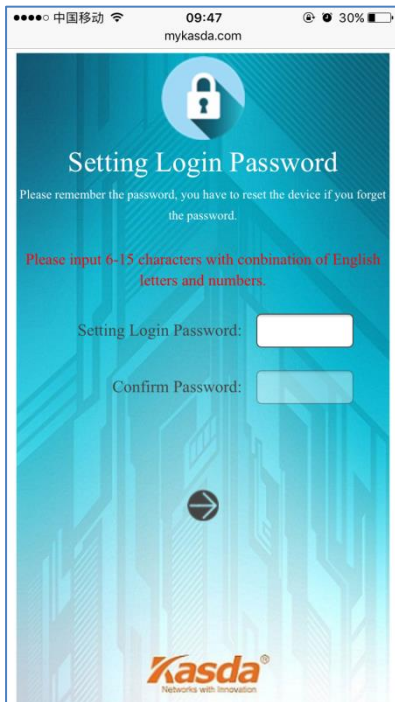 中国移动 09:47 30%
mykasda.com
Setting Login Password
Please remember the password, you have to reset the device if you forget
the password.
Please input 6-15 characters with conbination of English
letters and numbers.
Setting Login Password:
Confirm Password:
Kasda®
Networks with Innovation